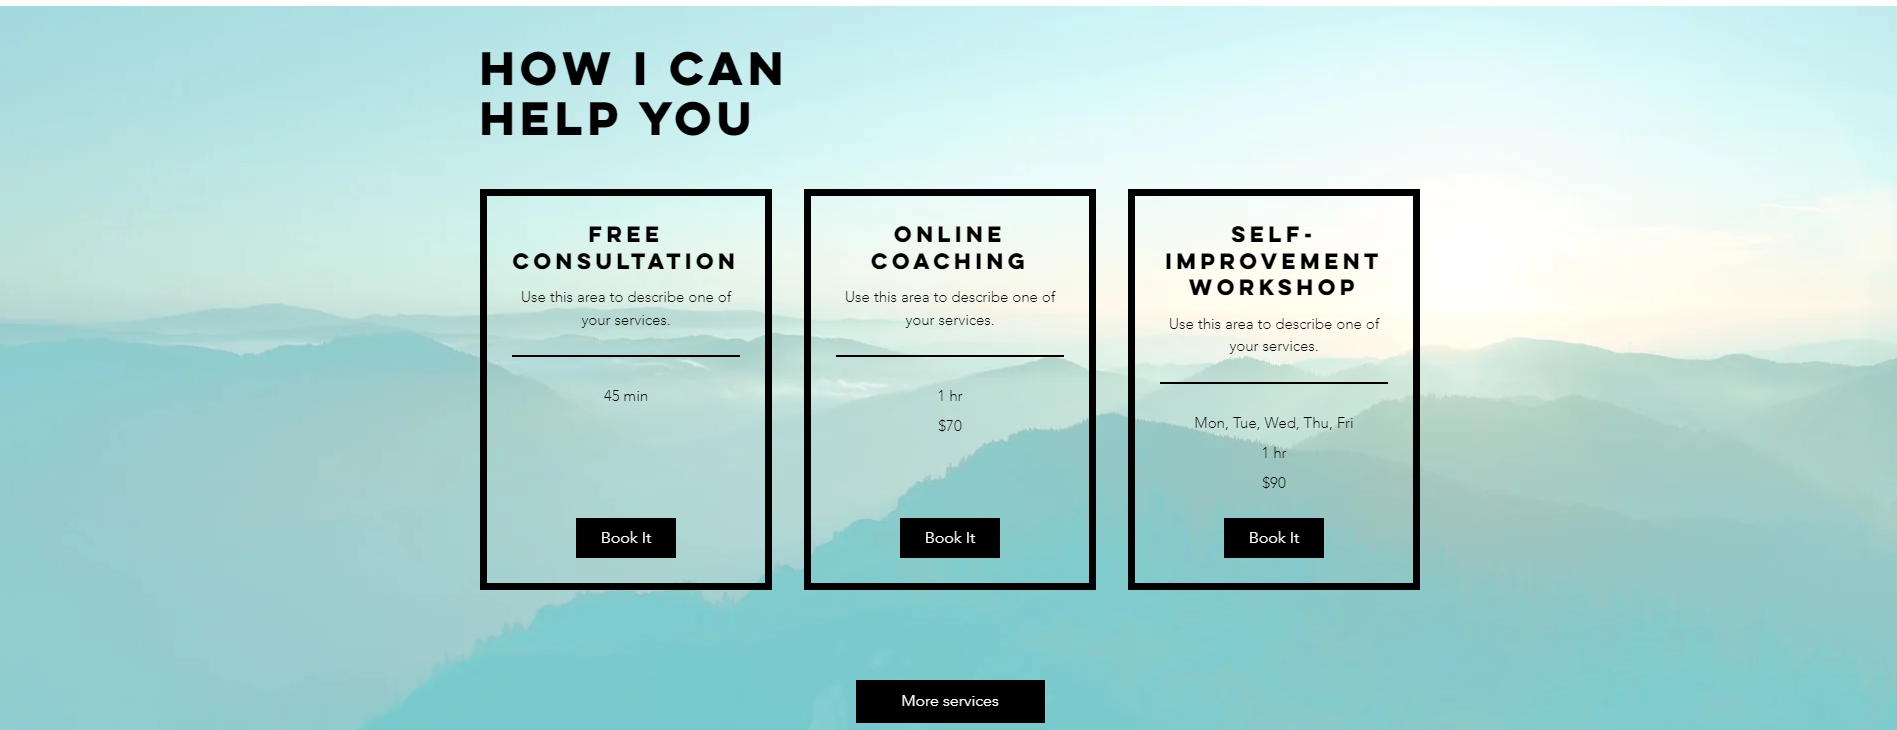 HOW I CAN
HELP YOU
FREE
CONSULTATION
Use this area to describe one of
your services.
45 min
Book It
ONLINE
COACHING
Use this area to describe one of
your services.
1 hr
$70
Book It
SELF-
IMPROVEMENT
WORKSHOP
Use this area to describe one of
your services.
Mon, Tue, Wed, Thu, Fri
1 hr
$90
Book It
More services